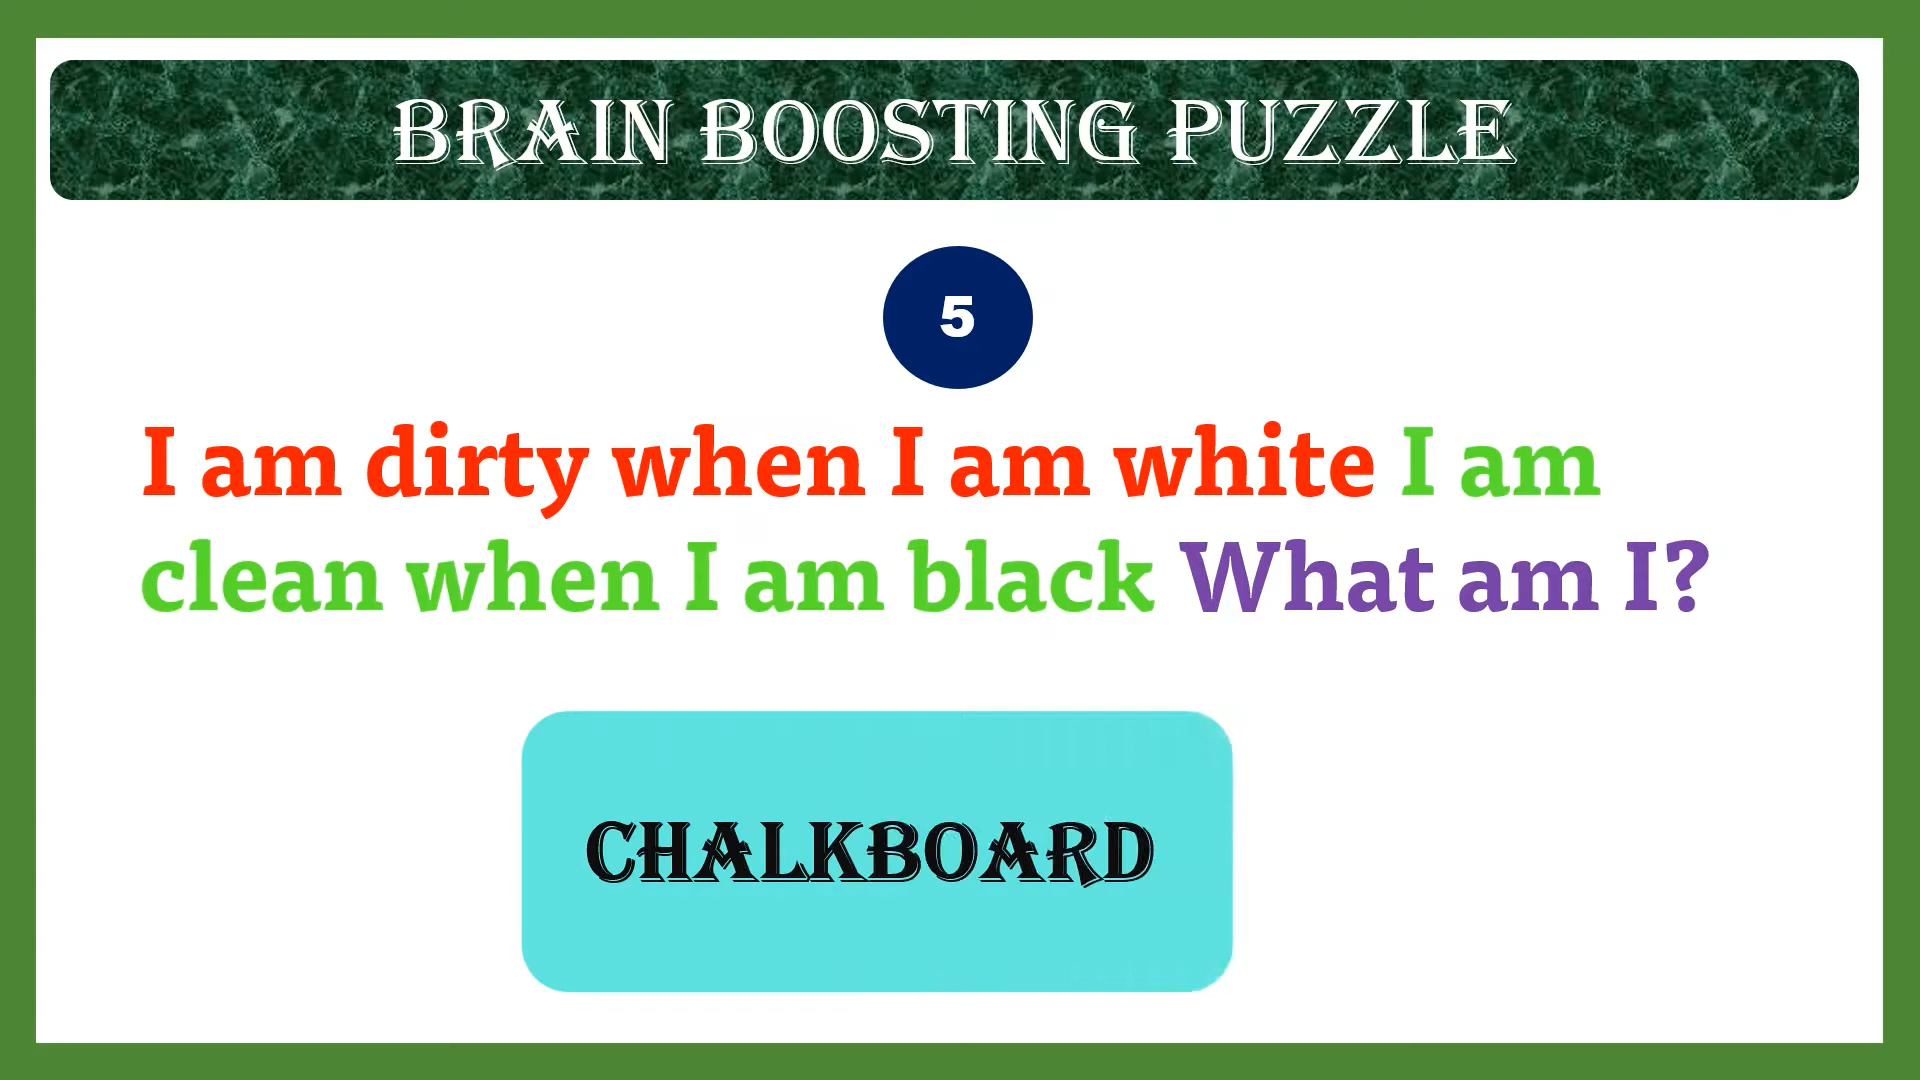 BRAIN BOOSTING PUZZLE
5
I am dirty when I am white I am
clean when I am black What am I?
CHALKBOARD